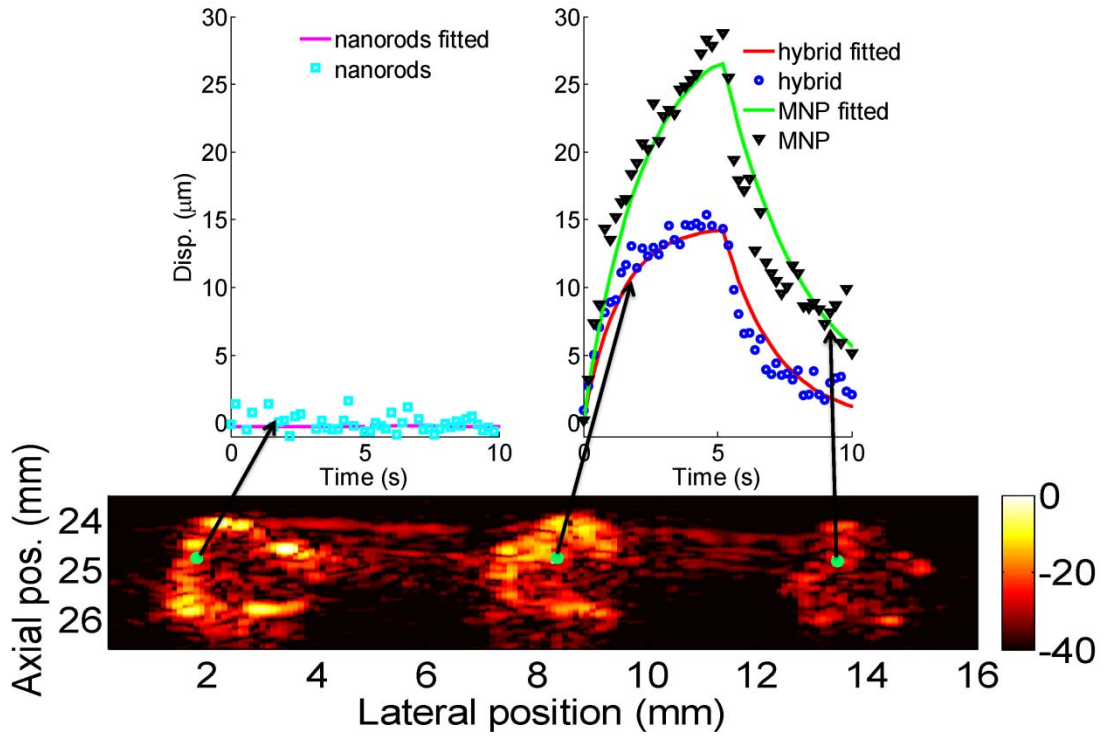 30
25
20
15
10
5
0
Disp. (μm)
nanorods fitted
nanorods
0 5 10
Time (s)
30
25
20
15
10
5
0
hybrid fitted
hybrid
MNP fitted
MNP
0 5 10
Time (s)
Axial pos. (mm)
24
25
26
2 4 6 8 10 12 14 16
Lateral position (mm)
0
-20
-40